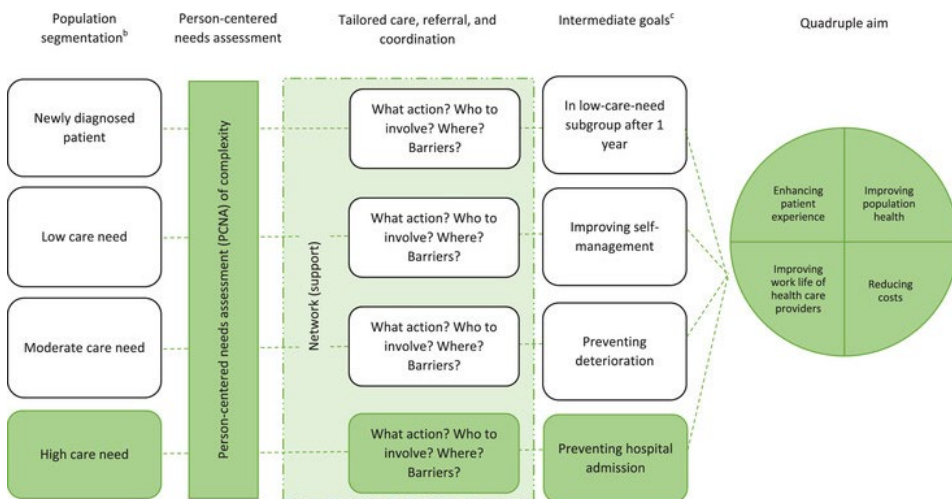 Population
segmentationᵇ
Person-centered
needs assessment
Tailored care, referral, and
coordination
Intermediate goalsᶜ
Quadruple aim
Newly diagnosed
patient
Low care need
Moderate care need
High care need
Person-centered needs assessment (PCNA) of complexity
Network (support)
What action? Who to
involve? Where?
Barriers?
What action? Who to
involve? Where?
Barriers?
What action? Who to
involve? Where?
Barriers?
What action? Who to
involve? Where?
Barriers?
In low-care-need
subgroup after 1
year
Improving self-
management
Preventing
deterioration
Preventing hospital
admission
Enhancing
patient
experience
Improving
population
health
Improving
work life of
health care
providers
Reducing
costs